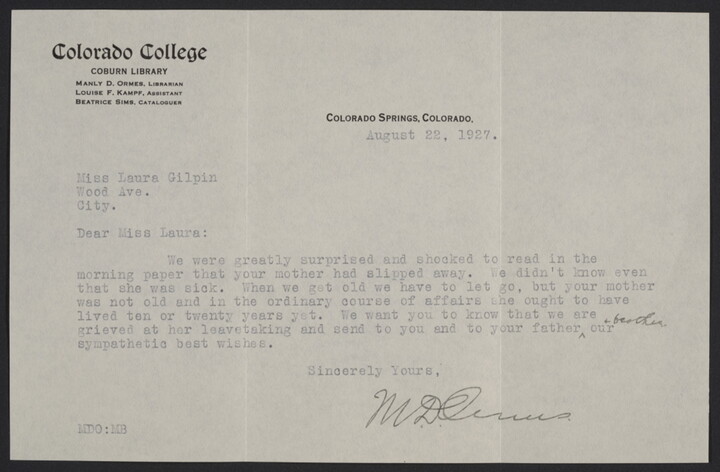 Colorado College
COBURN LIBRARY
MANLY D. ORMES, LIBRARIAN
LOUISE F. KAMPF, ASSISTANT
BEATRICE SIMS, CATALOGUER
COLORADO SPRINGS, COLORADO,
August 22, 1927.
Miss Laura Gilpin
Wood Ave.
City.
Dear Miss Laura:
We were greatly surprised and shocked to read in the
morning paper that your mother had slipped away. We didn't know even
that she was sick. When we get old we have to let go, but your mother
was not old and in the ordinary course of affairs she ought to have
lived ten or twenty years yet. We want you to know that we are
grieved at her leavetaking and send to you and to your father ^ & brother our
sympathetic best wishes.
Sincerely Yours,
M.D. Ormes.
MDO:MB